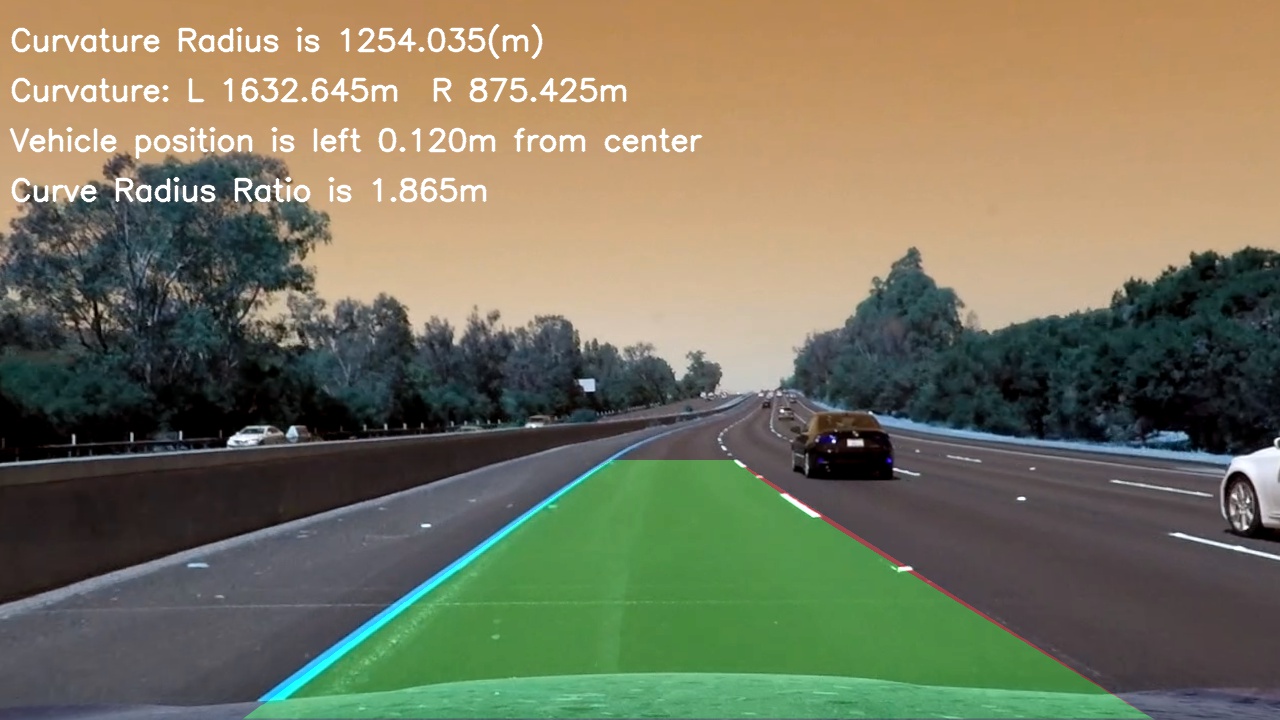 Curvature Radius is 1254.035(m)
Curvature: L 1632.645m R 875.425m
Vehicle position is left 0.120m from center
Curve Radius Ratio is 1.865m